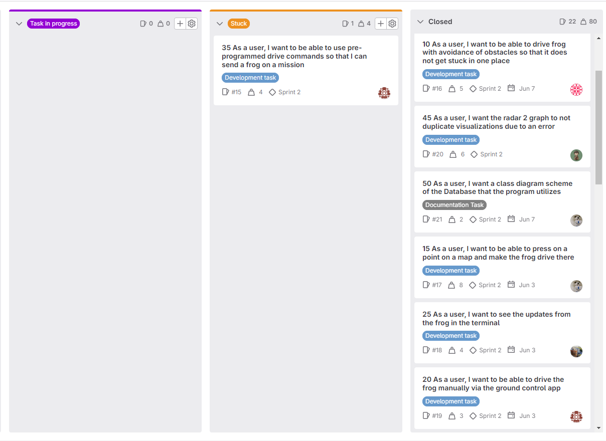 Task in progress
0 0
Stuck
1 4
35 As a user, I want to be able to use pre-
programmed drive commands so that I can
send a frog on a mission
Development task
#15 4 Sprint 2
Closed
22 80
10 As a user, I want to be able to drive frog
with avoidance of obstacles so that it does
not get stuck in one place
Development task
#16 5 Sprint 2 Jun 7
45 As a user, I want the radar 2 graph to not
duplicate visualizations due to an error
Development task
#20 6 Sprint 2
50 As a user, I want a class diagram scheme
of the Database that the program utilizes
Documentation Task
#21 2 Sprint 2 Jun 7
15 As a user, I want to be able to press on a
point on a map and make the frog drive there
Development task
#17 8 Sprint 2 Jun 3
25 As a user, I want to see the updates from
the frog in the terminal
Development task
#18 4 Sprint 2 Jun 3
20 As a user, I want to be able to drive the
frog manually via the ground control app
Development task
#19 3 Sprint 2 Jun 3